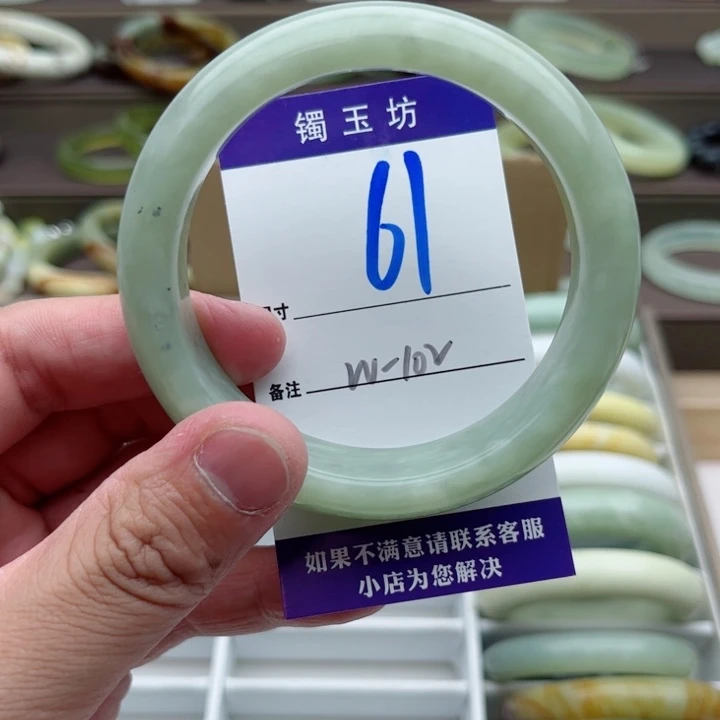 镯玉坊
61
寸
备注 W-102
如果不满意请联系客服
小店为您解决